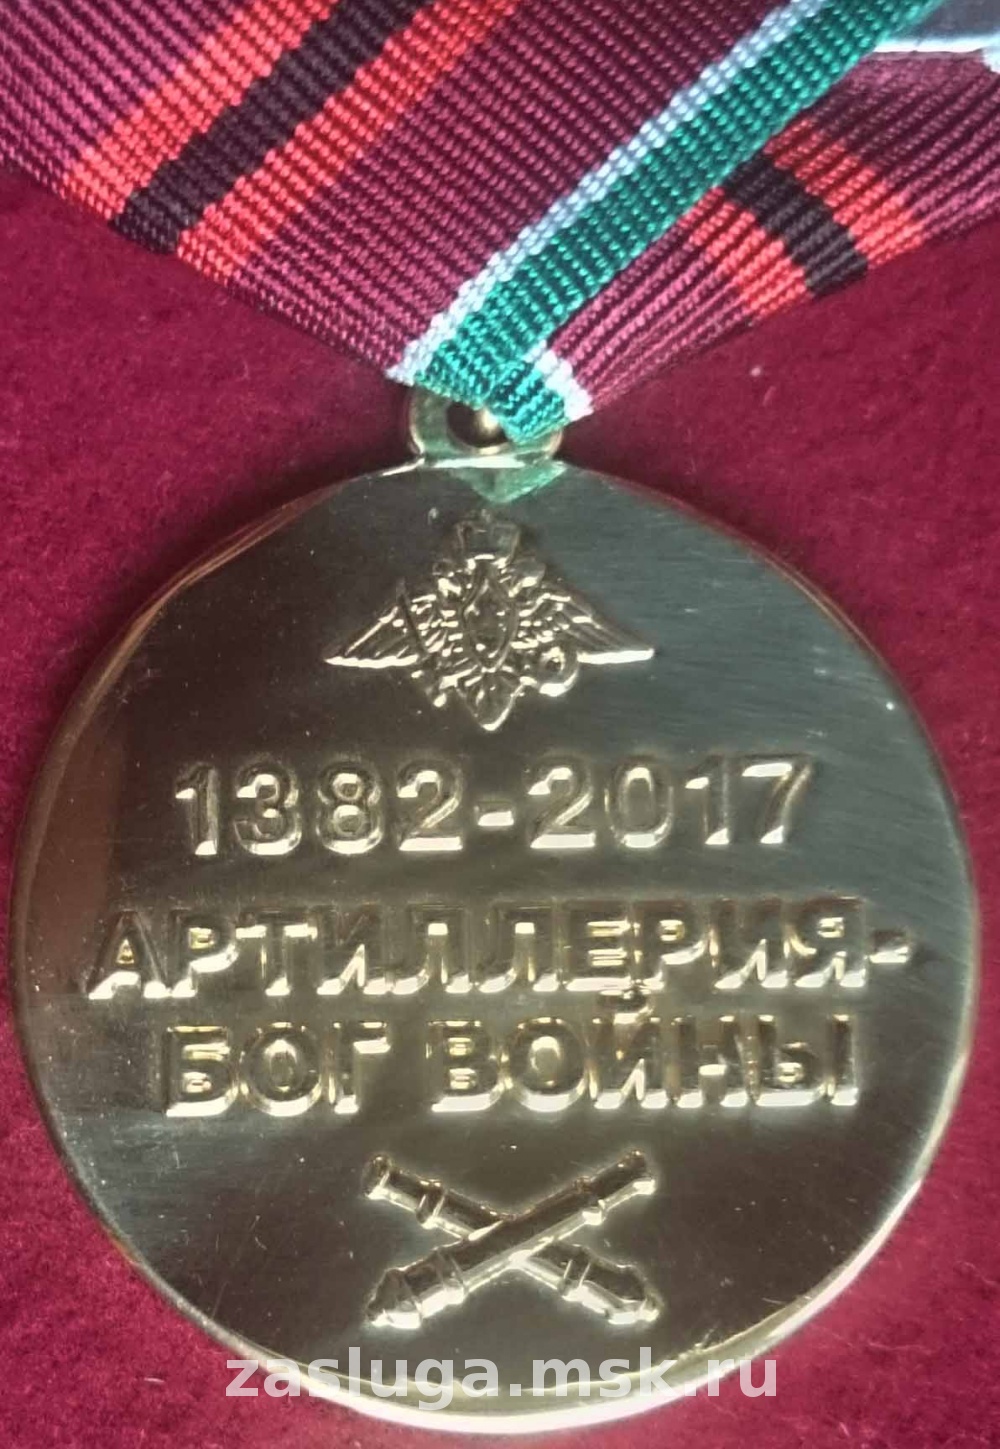 1382-2017
АРТИЛЛЕРИЯ-
БОГ ВОЙНЫ
zasluga.msk.ru